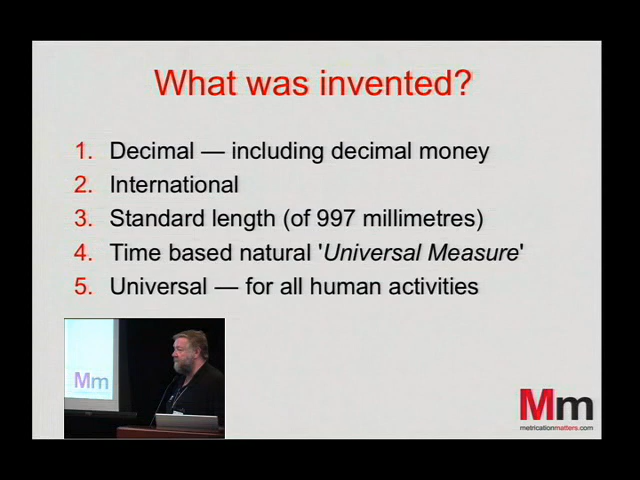 What was invented?
1. Decimal — including decimal money
2. International
3. Standard length (of 997 millimetres)
4. Time based natural 'Universal Measure'
5. Universal — for all human activities
Mm
Mm
metricationmatters.com